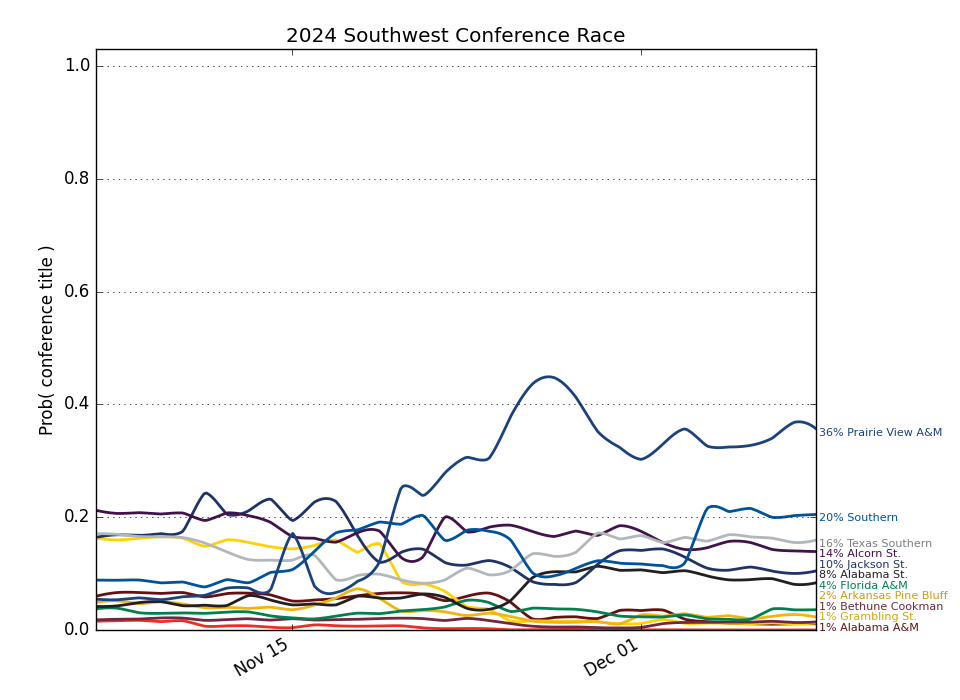 2024 Southwest Conference Race
Prob( conference title )
1.0
0.8
0.6
0.4
0.2
0.0
Nov 15
Dec 01
36% Prairie View A&M
20% Southern
16% Texas Southern
14% Alcorn St.
10% Jackson St.
8% Alabama St.
4% Florida A&M
2% Arkansas Pine Bluff
1% Bethune Cookman
1% Grambling St.
1% Alabama A&M